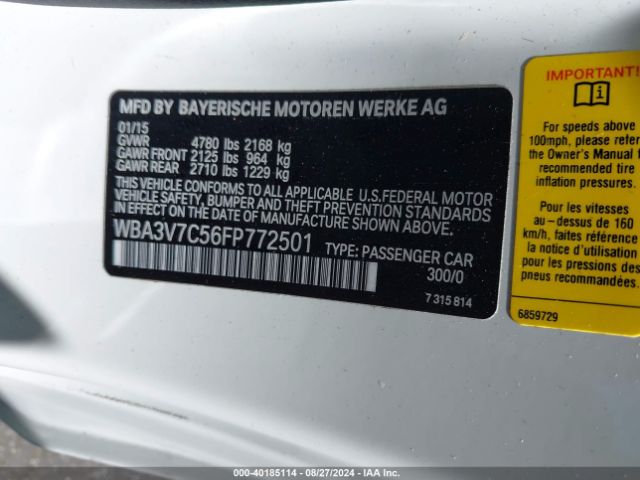 MFD BY BAYERISCHE MOTOREN WERKE AG
01/15
GVWR 4780 lbs 2168 kg
GAWR FRONT 2125 lbs 964 kg
GAWR REAR 2710 lbs 1229 kg
THIS VEHICLE CONFORMS TO ALL APPLICABLE U.S.FEDERAL MOTOR
VEHICLE SAFETY, BUMPER AND THEFT PREVENTION STANDARDS
IN EFFECT ON THE DATE OF MANUFACTURE SHOWN ABOVE.
WBA3V7C56FP772501 TYPE: PASSENGER CAR
300/0
7 315 814
IMPORTANT!
For speeds above
100mph, please refer
the Owner's Manual
recommended tire
inflation pressures.
Pour les vitesses
au-dessus de 160
km/h, référez
la notice d'utilisation
pour les pressions des
pneus recommandées.
6859729
000-40185114 - 08/27/2024 - IAA Inc.